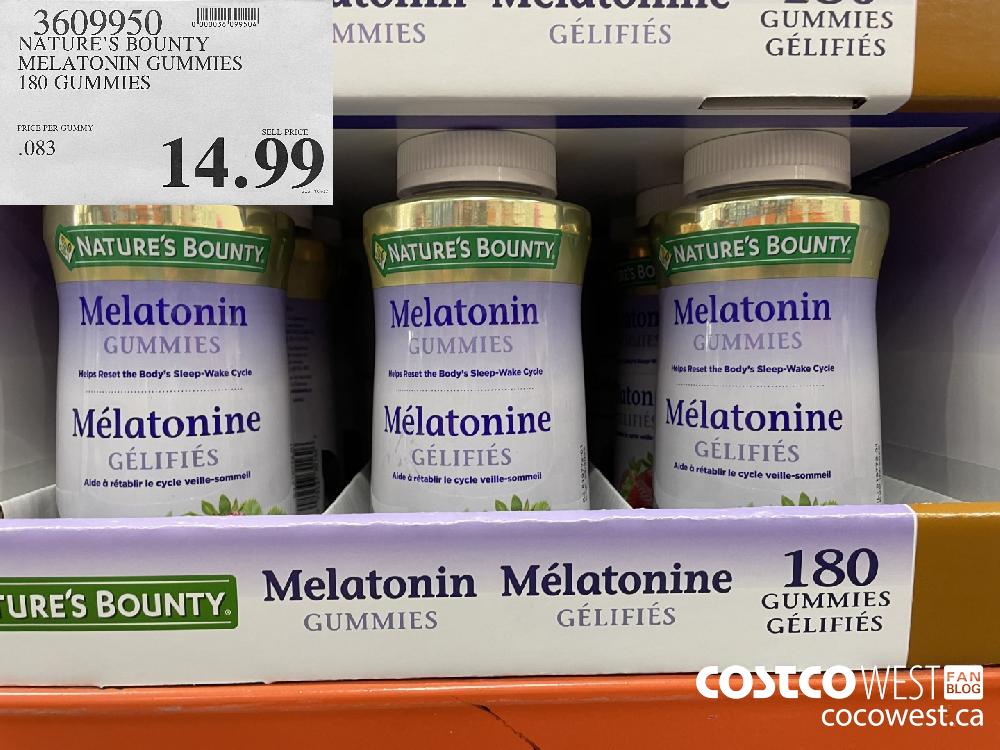 3609950
0 000036 099504
NATURE'S BOUNTY
MELATONIN GUMMIES
180 GUMMIES
PRICE PER GUMMY
.083
SELL PRICE
14.99
MMIES
GÉLIFIÉS
GUMMIES
GÉLIFIÉS
NATURE'S BOUNTY
Melatonin
GUMMIES
Helps Reset the Body's Sleep-Wake Cycle
Mélatonine
GÉLIFIÉS
Aide à rétablir le cycle veille-sommeil
NATURE'S BOUNTY
Melatonin
GUMMIES
Helps Reset the Body's Sleep-Wake Cycle
Mélatonine
GÉLIFIÉS
Aide à rétablir le cycle veille-sommeil
NATURE'S BOUNTY
Melatonin
GUMMIES
Helps Reset the Body's Sleep-Wake Cycle
Mélatonine
GÉLIFIÉS
Aide à rétablir le cycle veille-sommeil
TURE'S BOUNTY®
Melatonin
GUMMIES
Mélatonine
GÉLIFIÉS
180
GUMMIES
GÉLIFIÉS
COSTCO WEST FAN BLOG
cocowest.ca